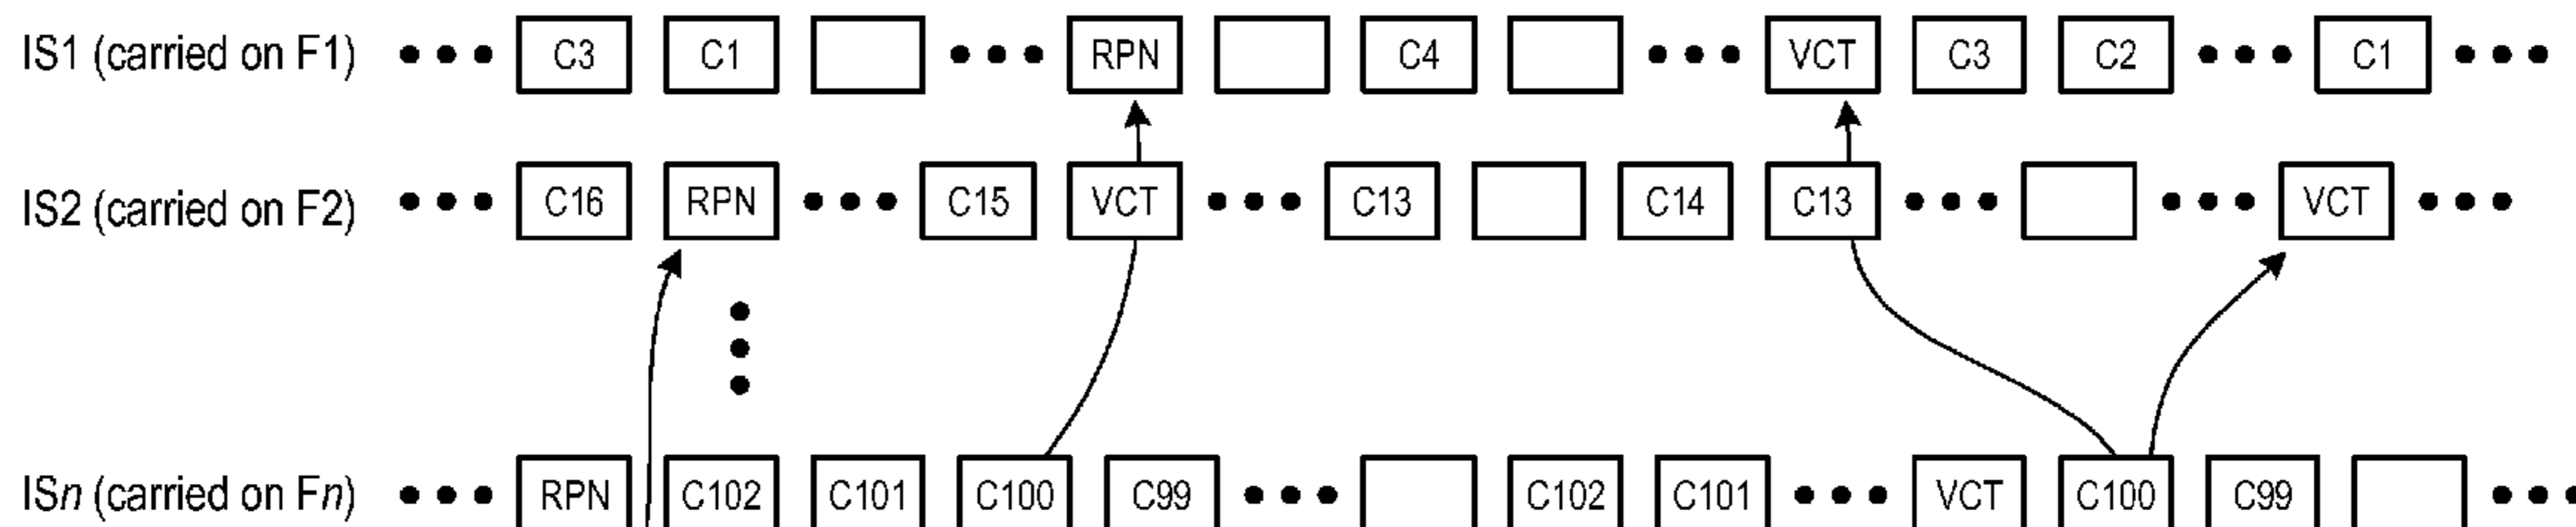 IS1 (carried on F1) ••• C3 C1 ••• RPN C4 ••• VCT C3 C2 ••• C1 •••
IS2 (carried on F2) ••• C16 RPN ••• C15 VCT ••• C13 C14 C13 ••• ••• VCT •••
ISn (carried on Fn) ••• RPN C102 C101 C100 C99 ••• C102 C101 ••• VCT C100 C99 •••